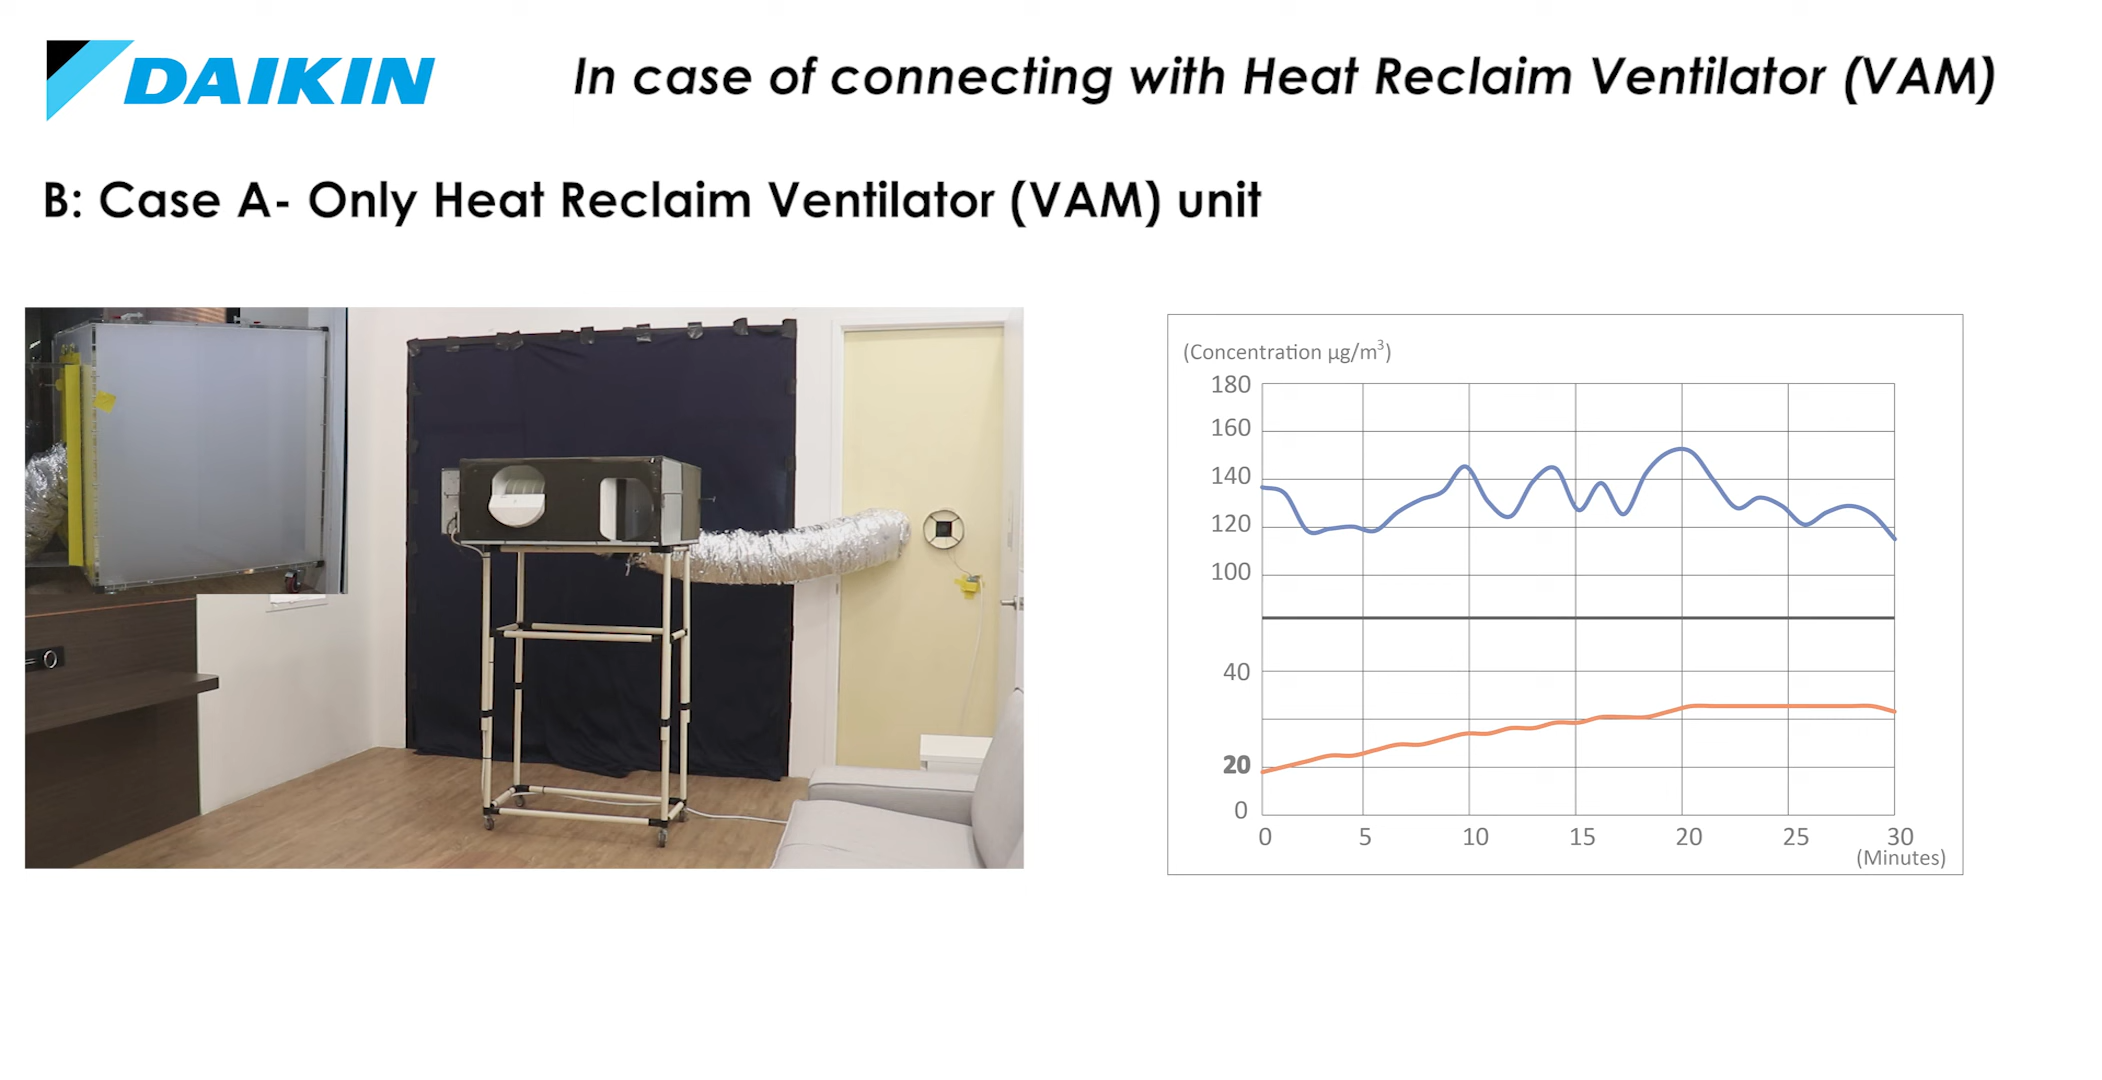 DAIKIN
In case of connecting with Heat Reclaim Ventilator (VAM)
B: Case A- Only Heat Reclaim Ventilator (VAM) unit
(Concentration µg/m³)
180
160
140
120
100
40
20
0
0 5 10 15 20 25 30
(Minutes)